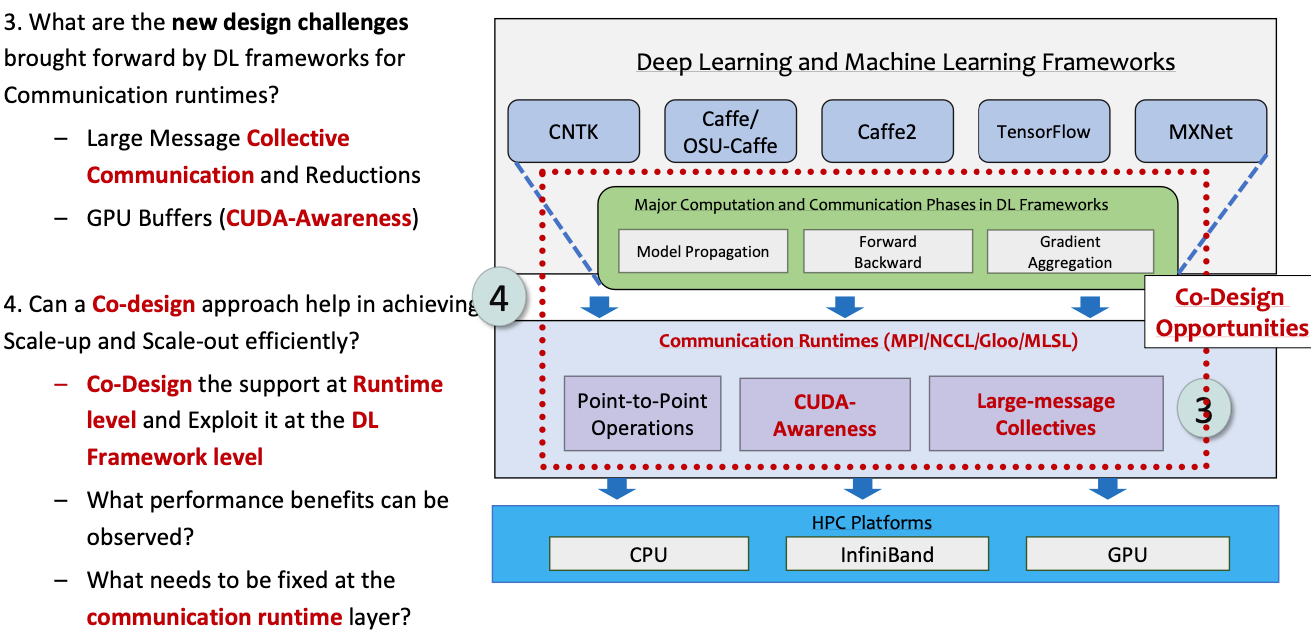 3. What are the new design challenges
brought forward by DL frameworks for
Communication runtimes?
– Large Message Collective
Communication and Reductions
– GPU Buffers (CUDA-Awareness)
4. Can a Co-design approach help in achieving
Scale-up and Scale-out efficiently?
– Co-Design the support at Runtime
level and Exploit it at the DL
Framework level
– What performance benefits can be
observed?
– What needs to be fixed at the
communication runtime layer?
Deep Learning and Machine Learning Frameworks
CNTK
Caffe/
OSU-Caffe
Caffe2
TensorFlow
MXNet
Major Computation and Communication Phases in DL Frameworks
Model Propagation
Forward
Backward
Gradient
Aggregation
4
Co-Design
Opportunities
Communication Runtimes (MPI/NCCL/Gloo/MLSL)
Point-to-Point
Operations
CUDA-
Awareness
Large-message
Collectives
3
HPC Platforms
CPU
InfiniBand
GPU